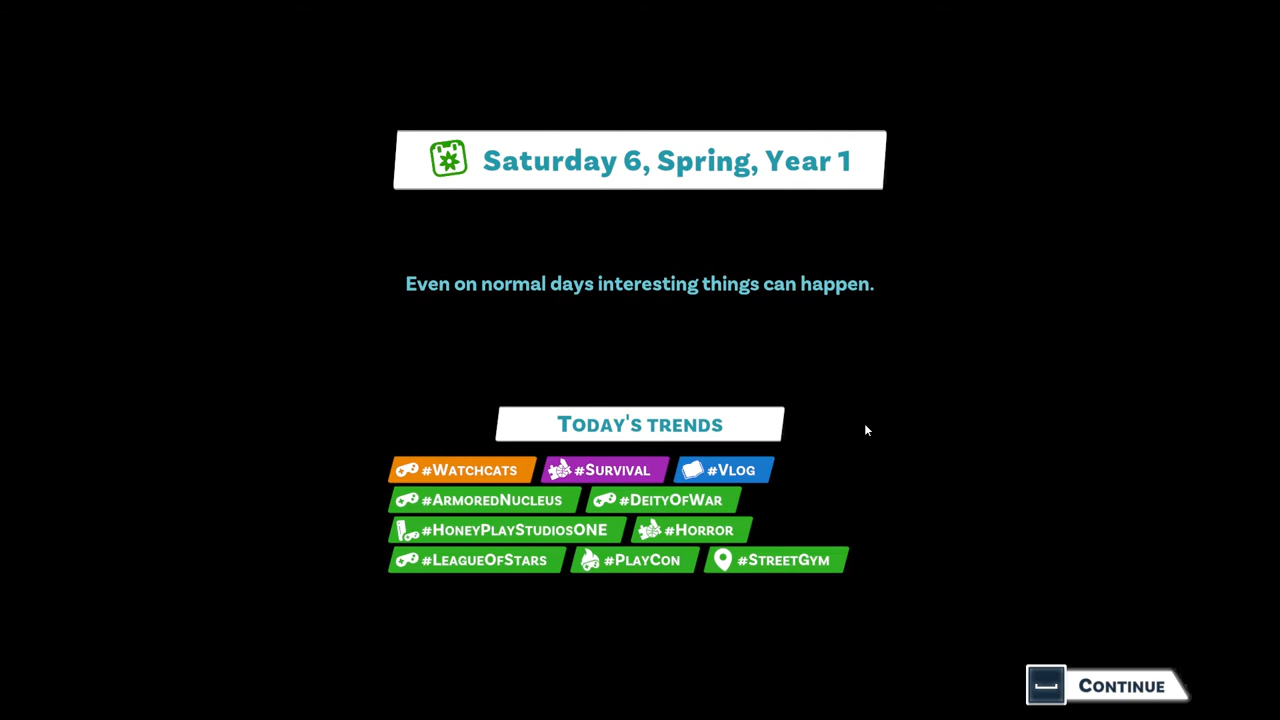 Saturday 6, Spring, Year 1
Even on normal days interesting things can happen.
Today's trends
#Watchcats #Survival #Vlog
#ArmoredNucleus #DeityOfWar
#HoneyPlayStudiosONE #Horror
#LeagueOfStars #PlayCon #StreetGym
Continue